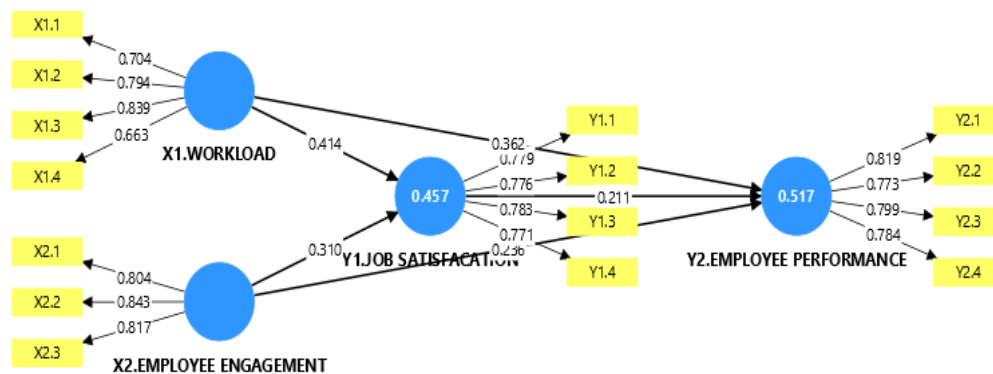 X1.1
X1.2
X1.3
X1.4
0.704
0.794
0.839
0.663
X1.WORKLOAD
X2.1
X2.2
X2.3
0.804
0.843
0.817
X2.EMPLOYEE ENGAGEMENT
0.414
0.310
0.362
0.211
0.236
0.457
Y1.JOB SATISFACATION
0.779
0.776
0.783
0.771
Y1.1
Y1.2
Y1.3
Y1.4
0.517
Y2.EMPLOYEE PERFORMANCE
0.819
0.773
0.799
0.784
Y2.1
Y2.2
Y2.3
Y2.4